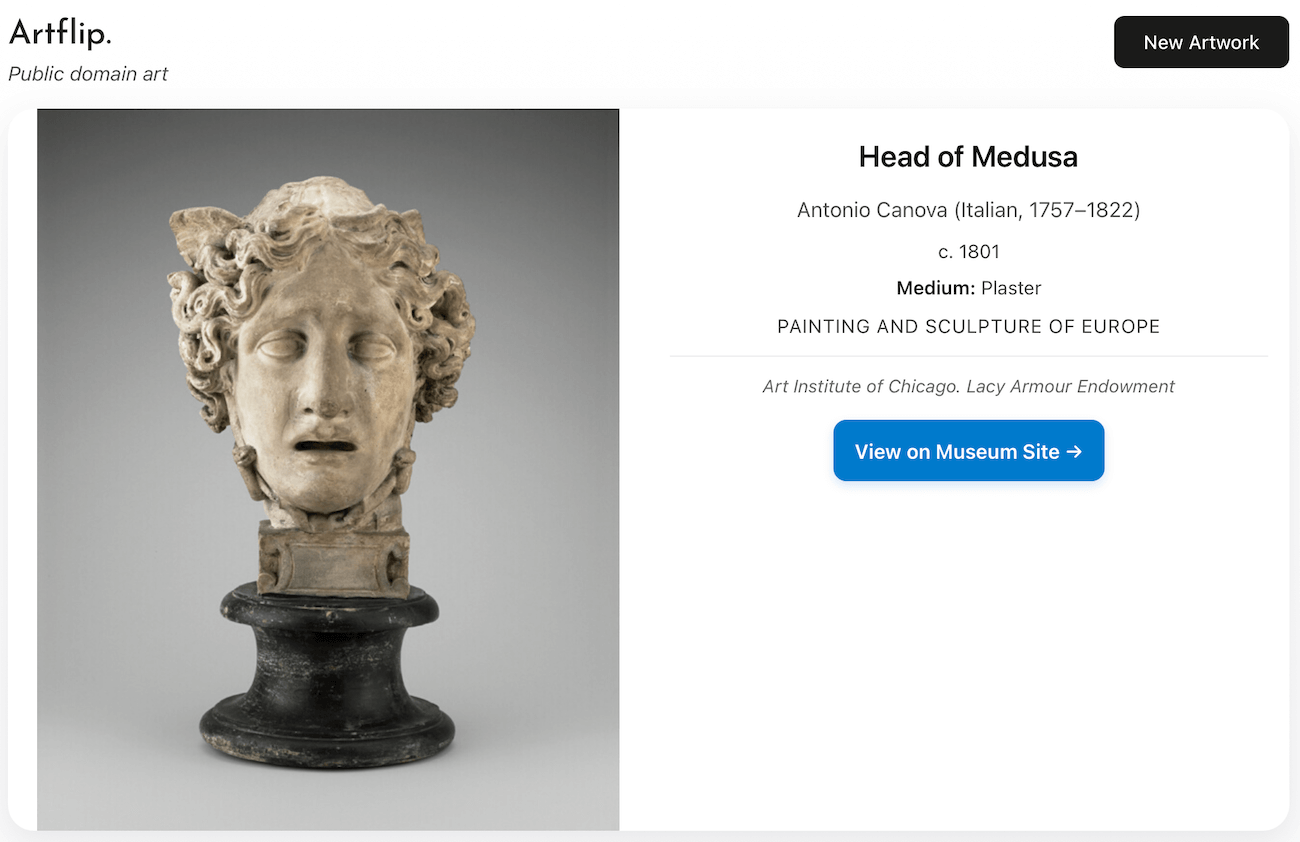 Artflip.
Public domain art
New Artwork
Head of Medusa
Antonio Canova (Italian, 1757–1822)
c. 1801
Medium: Plaster
PAINTING AND SCULPTURE OF EUROPE
Art Institute of Chicago. Lacy Armour Endowment
View on Museum Site →